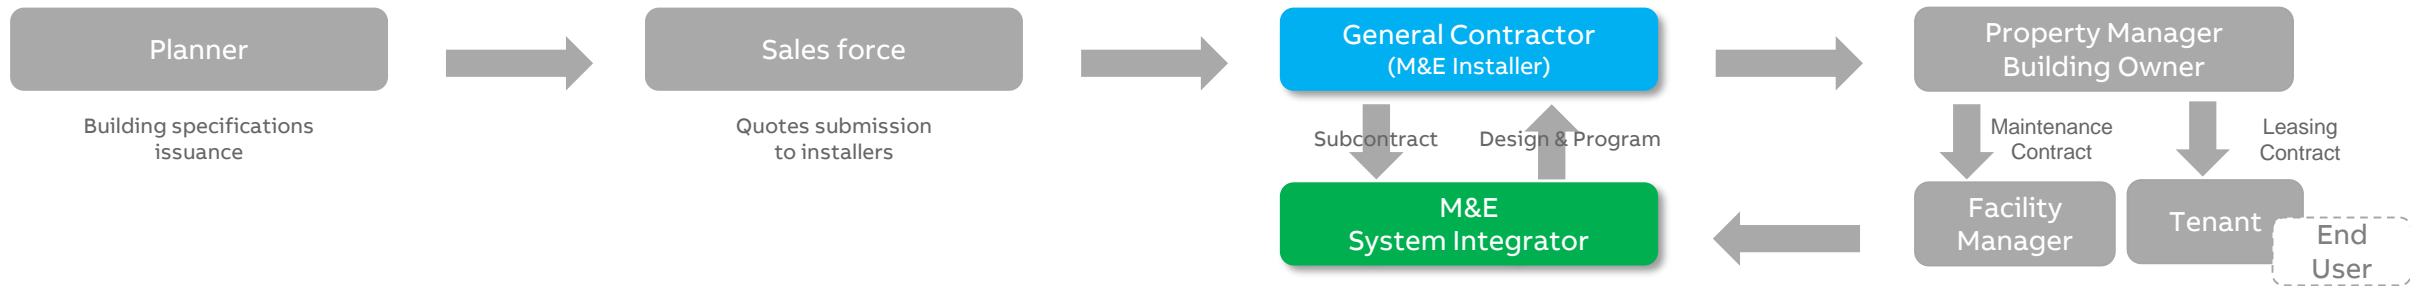 Planner
Building specifications
issuance
Sales force
Quotes submission
to installers
General Contractor
(M&E Installer)
Subcontract
Design & Program
M&E
System Integrator
Property Manager
Building Owner
Maintenance
Contract
Leasing
Contract
Facility
Manager
Tenant
End
User